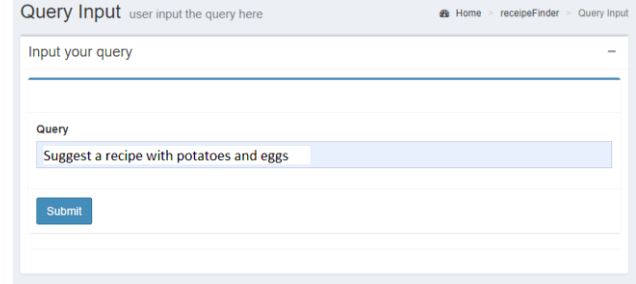 Query Input user input the query here
Home > receipeFinder > Query Input
Input your query
Query
Suggest a recipe with potatoes and eggs
Submit